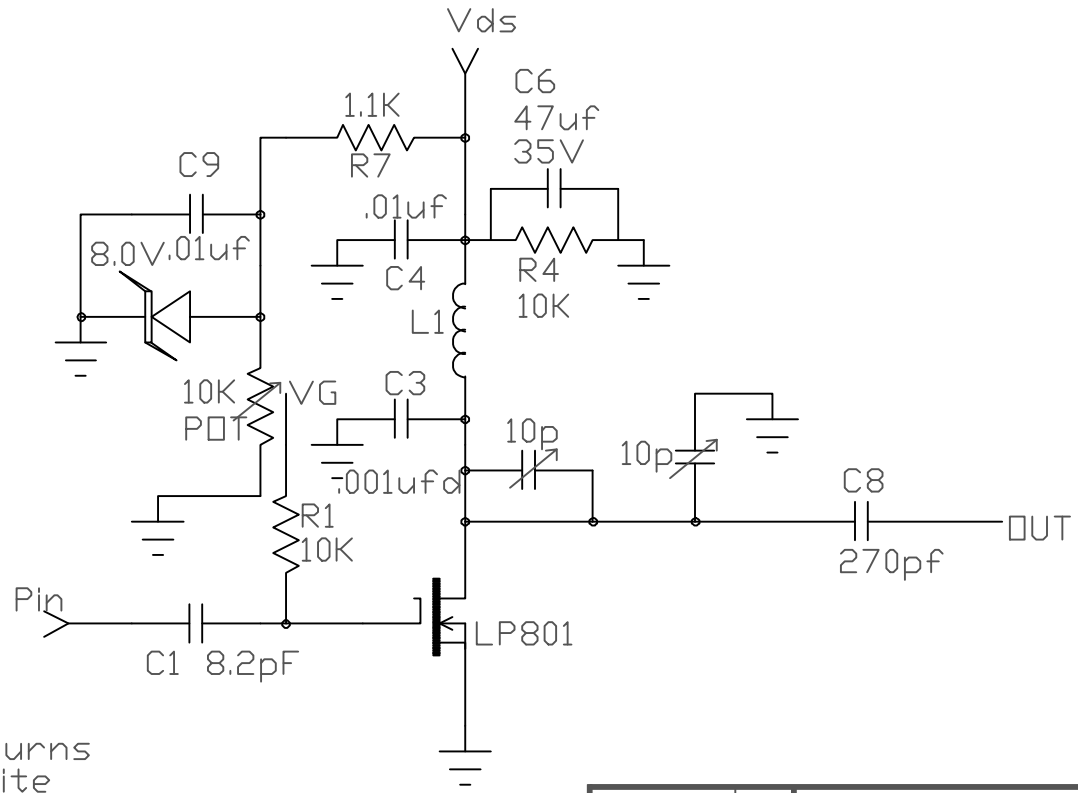 Vds
C6
47uf
35V
1.1K
R7
C9
.01uf
8.0V
.01uf
C4
R4
10K
L1
10K
POT
VG
C3
.001ufd
10p
10p
C8
270pf
OUT
R1
10K
Pin
C1
8.2pF
LP801
urns
ite